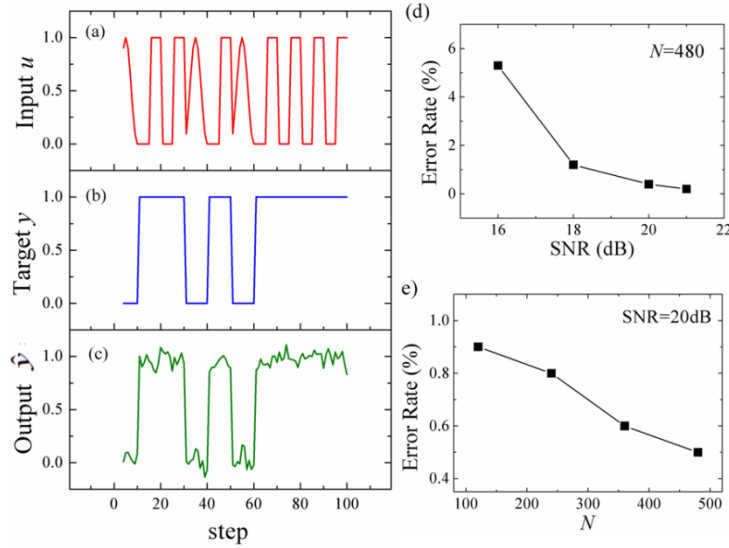 (a)
Input u
1.0
0.5
0.0
(b)
Target y
1.0
0.5
0.0
(c)
Output ŷ
1.0
0.5
0.0
0 20 40 60 80 100
step
(d)
N=480
Error Rate (%)
6
4
2
0
16 18 20 22
SNR (dB)
e)
SNR=20dB
Error Rate (%)
1.0
0.8
0.6
0.4
100 200 300 400 500
N